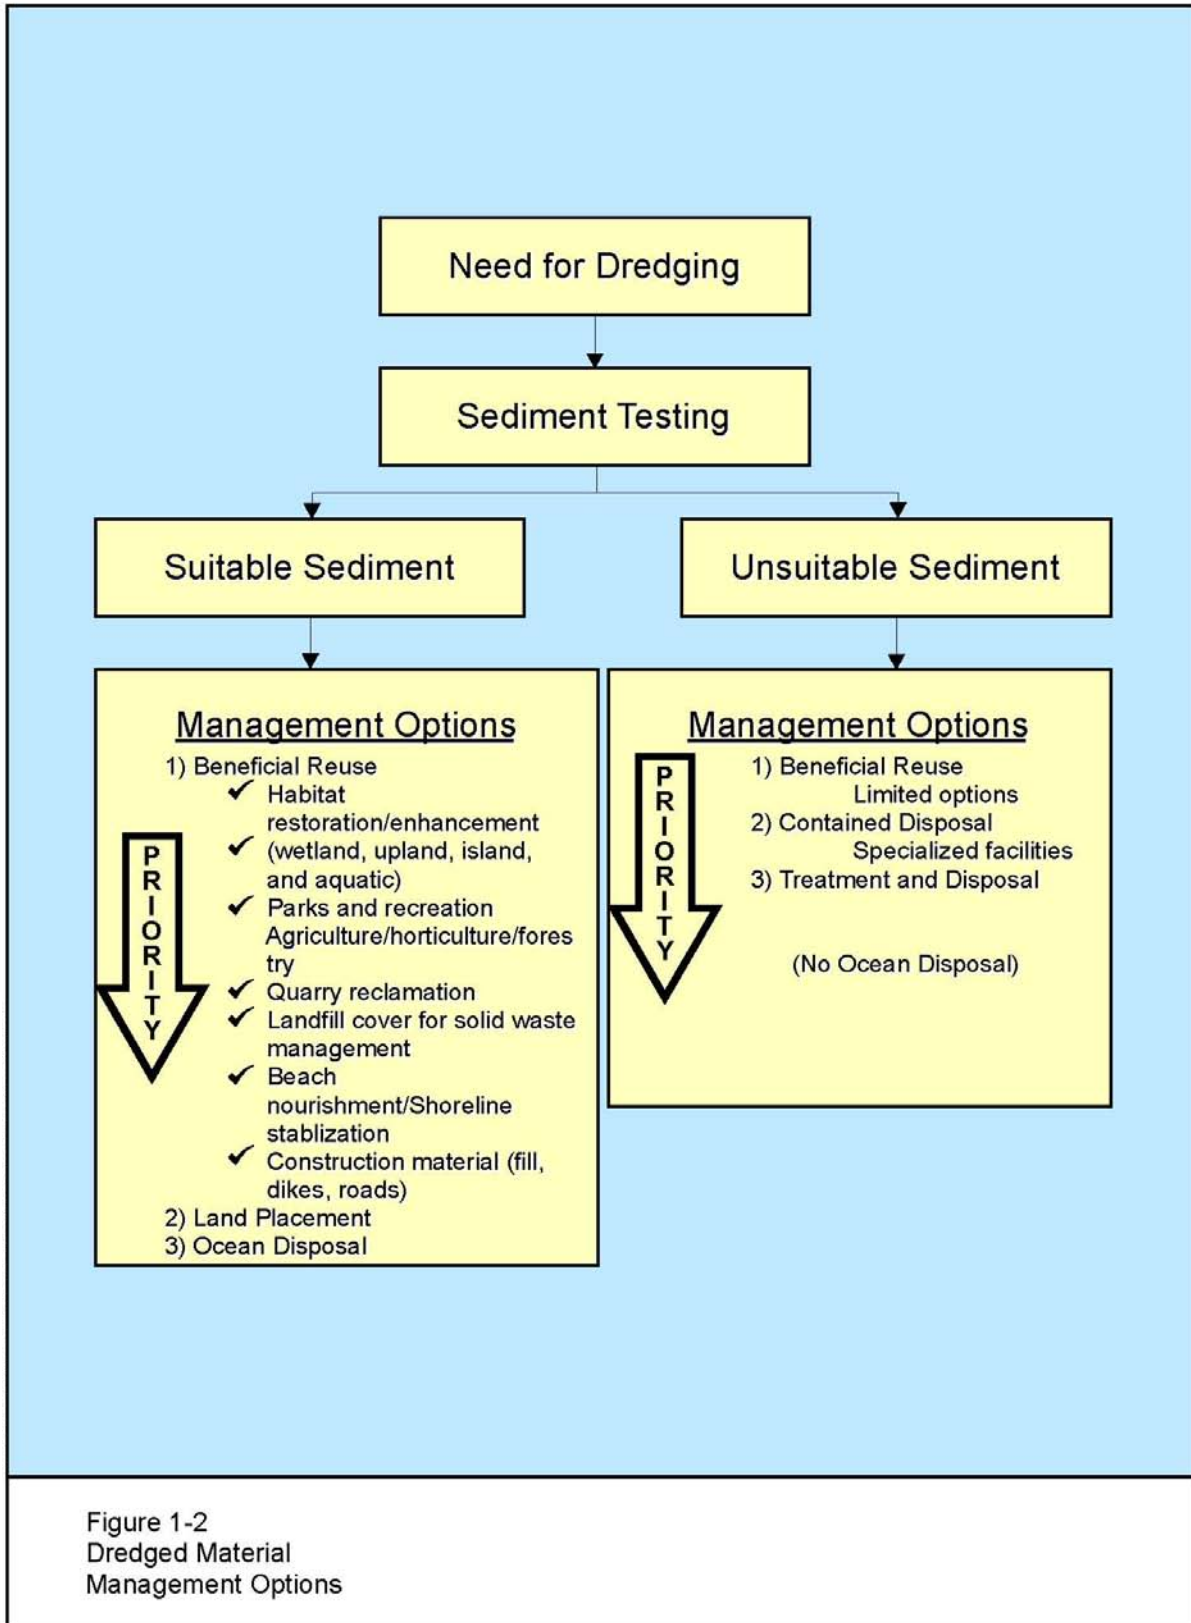 Need for Dredging
Sediment Testing
Suitable Sediment
Unsuitable Sediment
Management Options
1) Beneficial Reuse
✓ Habitat
restoration/enhancement
✓ (wetland, upland, island,
and aquatic)
✓ Parks and recreation
Agriculture/horticulture/fores
try
✓ Quarry reclamation
✓ Landfill cover for solid waste
management
✓ Beach
nourishment/Shoreline
stablization
✓ Construction material (fill,
dikes, roads)
2) Land Placement
3) Ocean Disposal
PRIORITY
Management Options
1) Beneficial Reuse
Limited options
2) Contained Disposal
Specialized facilities
3) Treatment and Disposal
(No Ocean Disposal)
PRIORITY
Figure 1-2
Dredged Material
Management Options